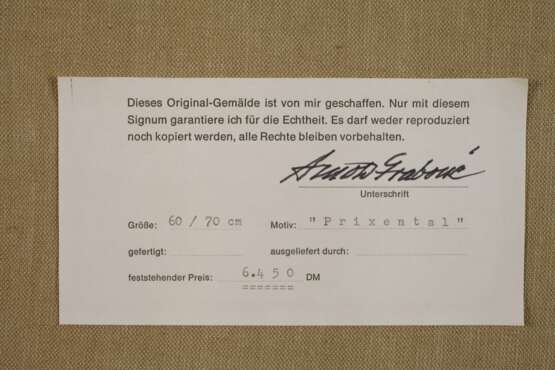 Dieses Original-Gemälde ist von mir geschaffen. Nur mit diesem
Signum garantiere ich für die Echtheit. Es darf weder reproduziert
noch kopiert werden, alle Rechte bleiben vorbehalten.
Arnold Graboné
Unterschrift
Größe: 60 / 70 cm Motiv: "Prixental"
gefertigt: ausgeliefert durch:
feststehender Preis: 6.450 DM
=======